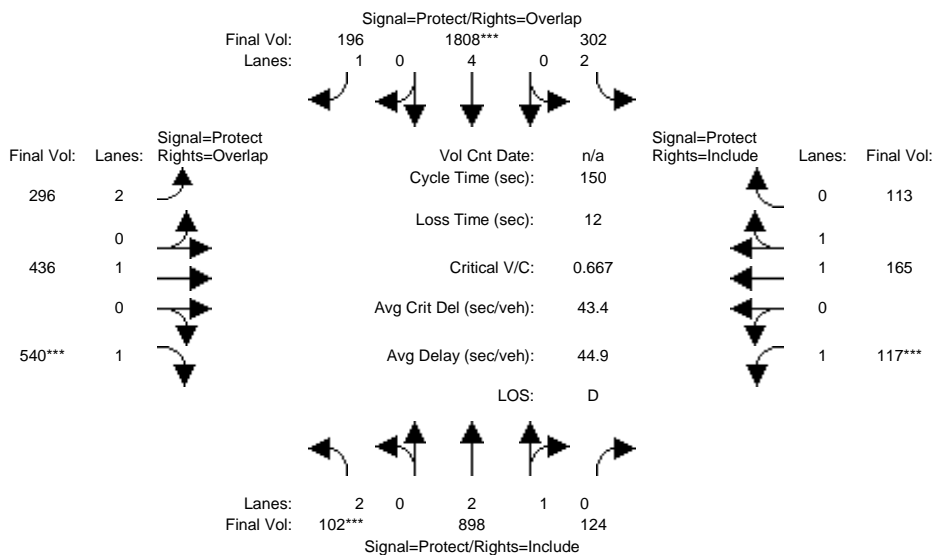 Signal=Protect/Rights=Overlap
Final Vol: 196 1808*** 302
Lanes: 1 0 4 0 2
Signal=Protect Signal=Protect
Final Vol: Lanes: Rights=Overlap Vol Cnt Date: n/a Rights=Include Lanes: Final Vol:
Cycle Time (sec): 150
296 2 0 113
Loss Time (sec): 12
0 1
436 1 Critical V/C: 0.667 1 165
0 Avg Crit Del (sec/veh): 43.4 0
540*** 1 Avg Delay (sec/veh): 44.9 1 117***
LOS: D
Lanes: 2 0 2 1 0
Final Vol: 102*** 898 124
Signal=Protect/Rights=Include